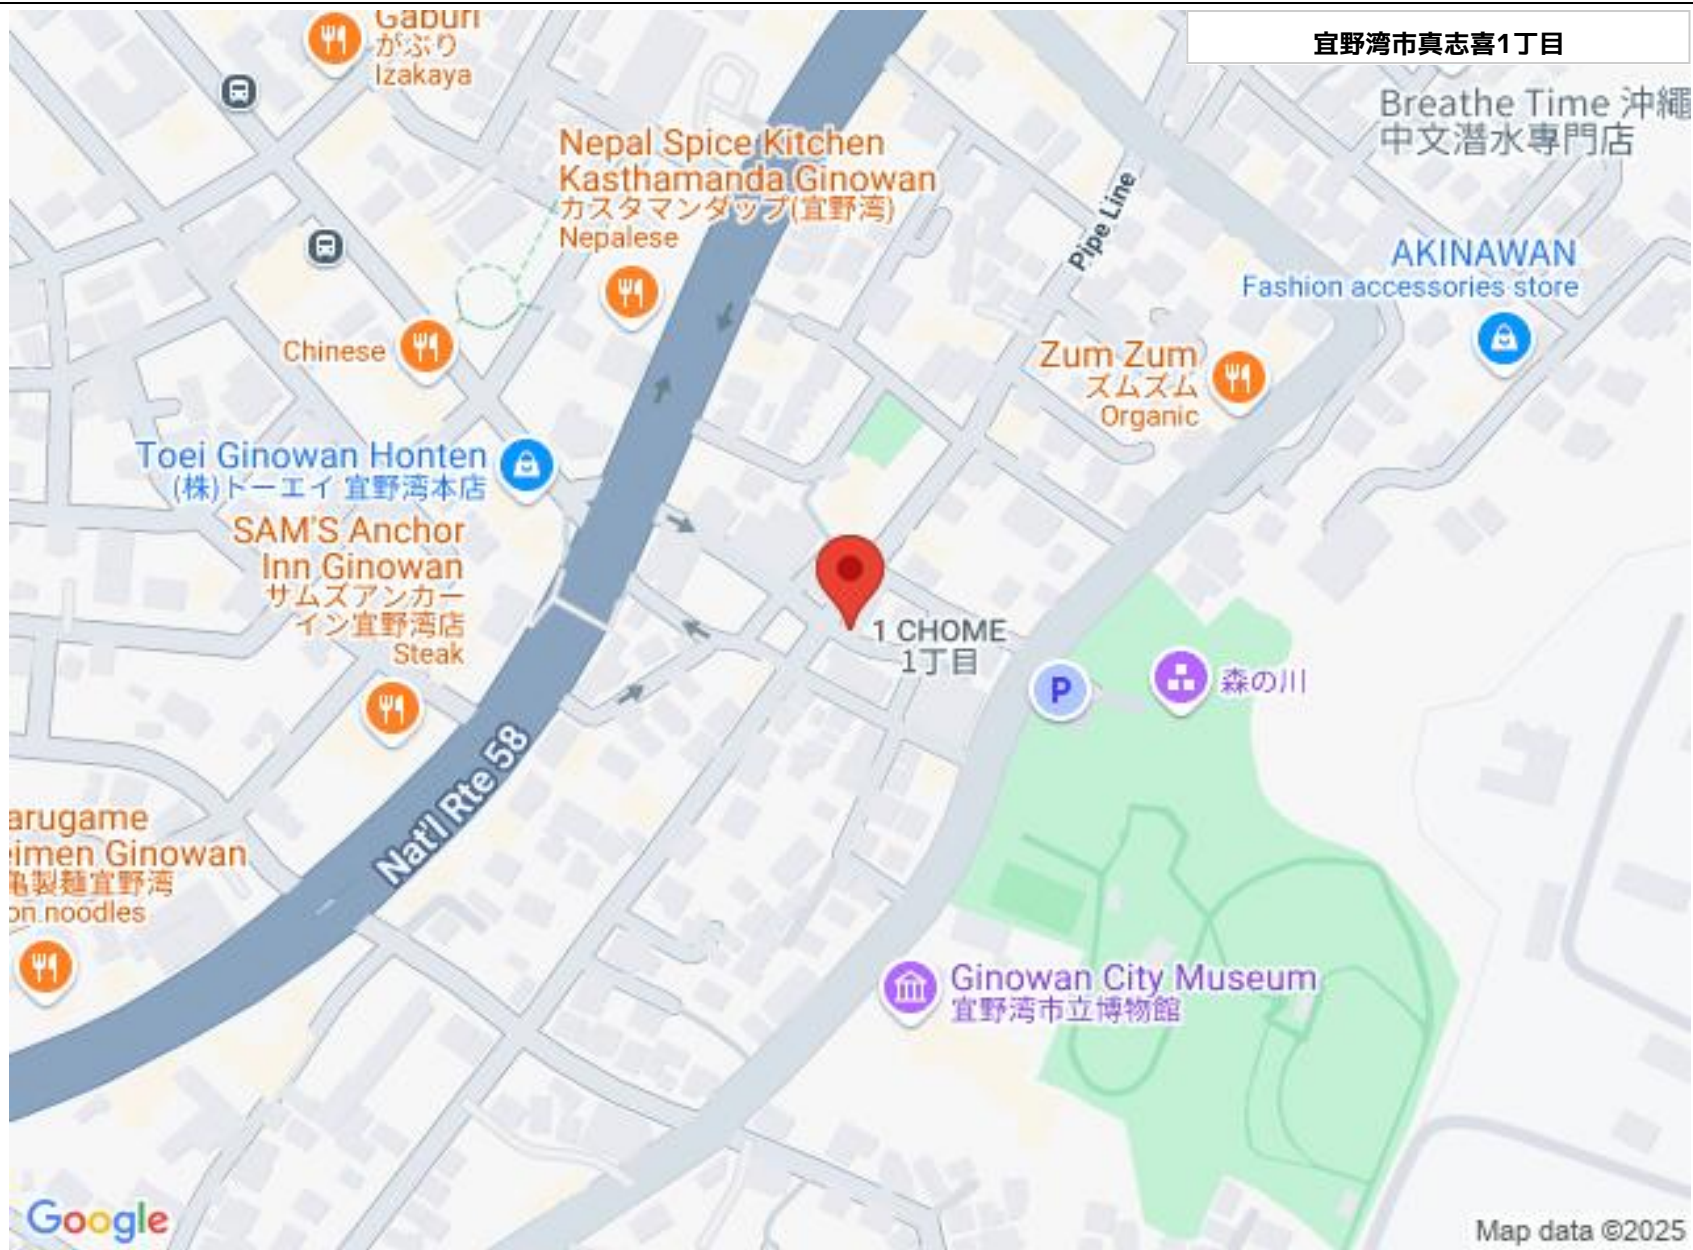 宜野湾市真志喜1丁目
Gaburi
がぶり
Izakaya
Breathe Time 沖繩
中文潛水專門店
Nepal Spice Kitchen
Kasthamanda Ginowan
カスタマンダップ(宜野湾)
Nepalese
Pipe Line
AKINAWAN
Fashion accessories store
Chinese
Zum Zum
ズムズム
Organic
Toei Ginowan Honten
(株)トーエイ 宜野湾本店
SAM'S Anchor
Inn Ginowan
サムズアンカー
イン宜野湾店
Steak
1 CHOME
1丁目
P
森の川
Nat'l Rte 58
arugame
eimen Ginowan
亀製麺宜野湾
on noodles
Ginowan City Museum
宜野湾市立博物館
Google
Map data ©2025